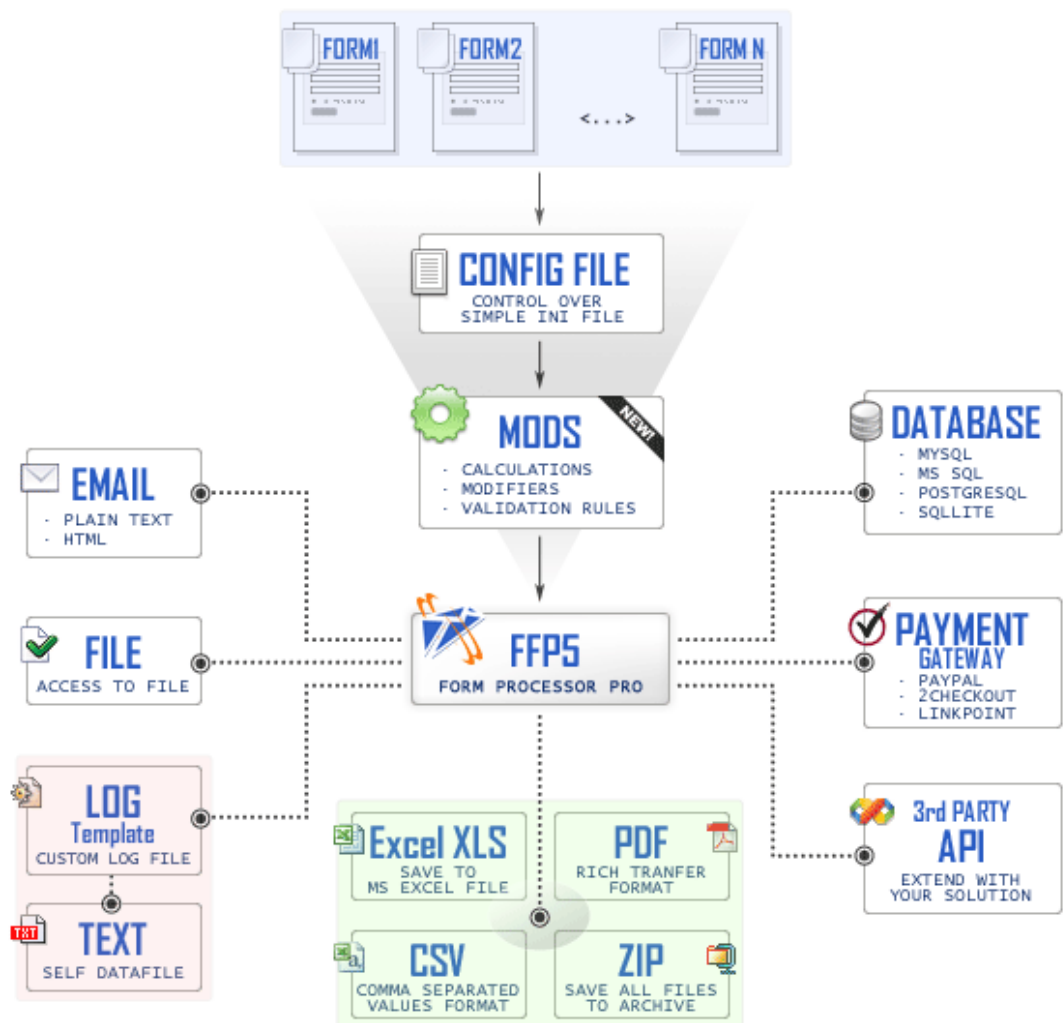 FORM1
FORM2
<...>
FORM N
CONFIG FILE
CONTROL OVER
SIMPLE INI FILE
NEW!
MODS
· CALCULATIONS
· MODIFIERS
· VALIDATION RULES
EMAIL
· PLAIN TEXT
· HTML
DATABASE
· MYSQL
· MS SQL
· POSTGRESQL
· SQLLITE
FILE
ACCESS TO FILE
FFP5
FORM PROCESSOR PRO
PAYMENT
GATEWAY
· PAYPAL
· 2CHECKOUT
· LINKPOINT
LOG
Template
CUSTOM LOG FILE
TXT
TEXT
SELF DATAFILE
Excel XLS
SAVE TO
MS EXCEL FILE
PDF
RICH TRANFER
FORMAT
a
CSV
COMMA SEPARATED
VALUES FORMAT
ZIP
SAVE ALL FILES
TO ARCHIVE
3rd PARTY
API
EXTEND WITH
YOUR SOLUTION